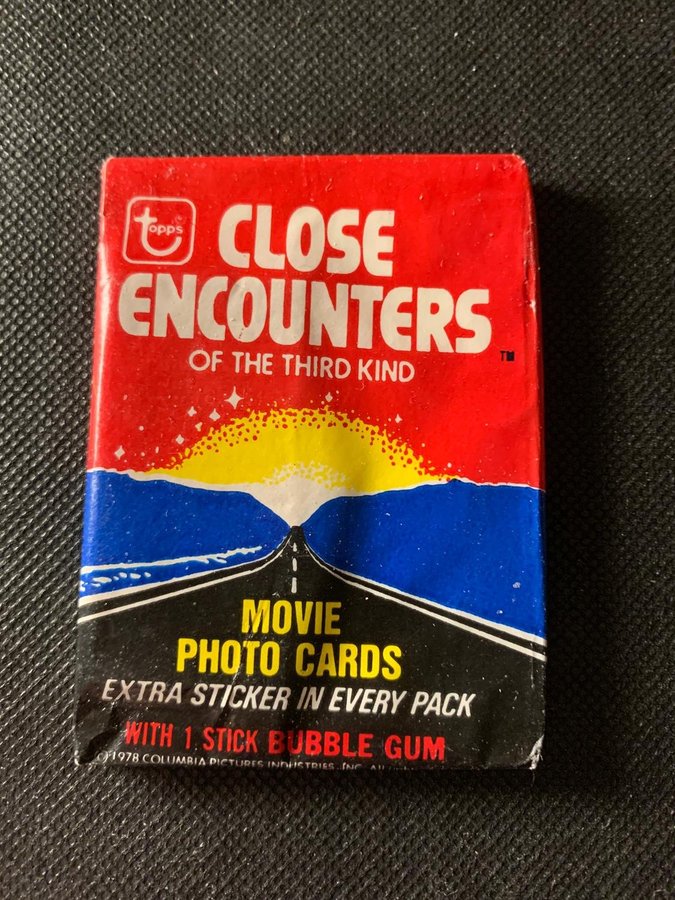 topps
CLOSE
ENCOUNTERS
TM
OF THE THIRD KIND
MOVIE
PHOTO CARDS
EXTRA STICKER IN EVERY PACK
WITH 1 STICK BUBBLE GUM
©1978 COLUMBIA PICTURES INDUSTRIES, INC.